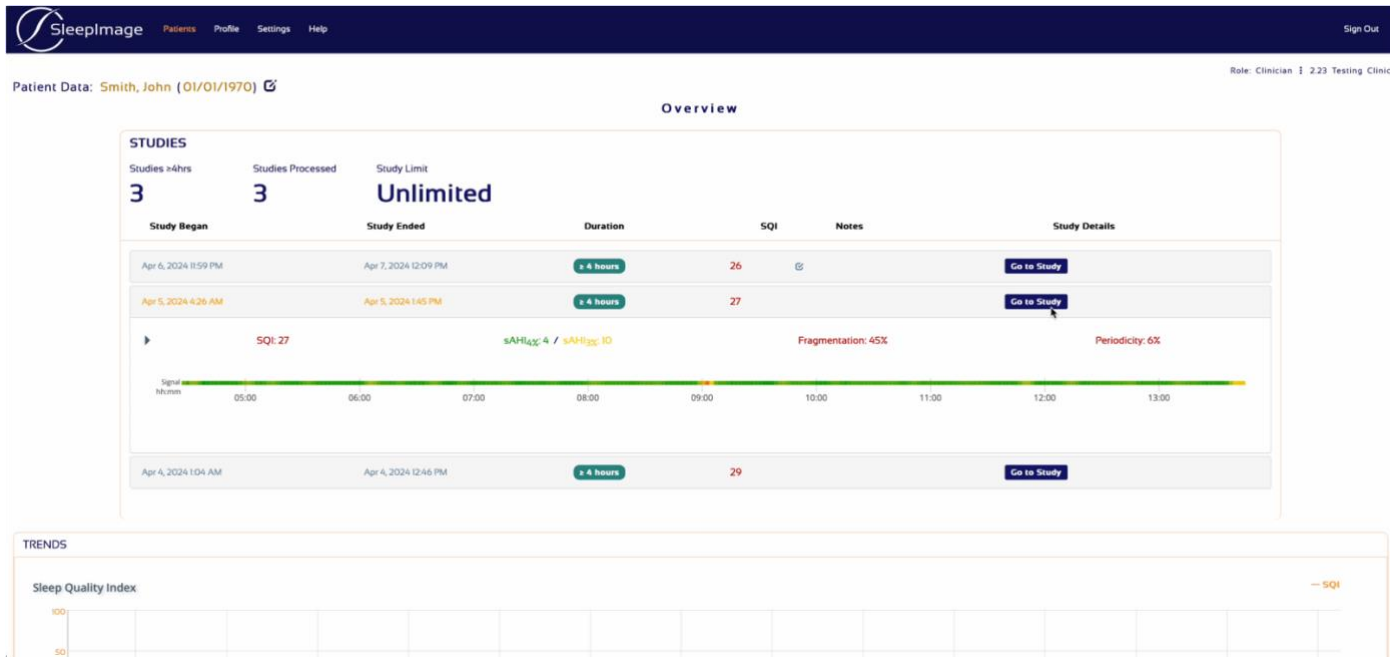 SleepImage Patients Profile Settings Help Sign Out
Role: Clinician ⋮ 2.23 Testing Clinic
Patient Data: Smith, John (01/01/1970)
Overview
STUDIES
Studies ≥4hrs Studies Processed Study Limit
3 3 Unlimited
Study Began Study Ended Duration SQI Notes Study Details
Apr 6, 2024 11:59 PM Apr 7, 2024 12:09 PM ≥ 4 hours 26 Go to Study
Apr 5, 2024 4:26 AM Apr 5, 2024 1:45 PM ≥ 4 hours 27 Go to Study
SQI: 27 sAHI4%: 4 / sAHI3%: 10 Fragmentation: 45% Periodicity: 6%
Signal
hh:mm 05:00 06:00 07:00 08:00 09:00 10:00 11:00 12:00 13:00
Apr 4, 2024 1:04 AM Apr 4, 2024 12:46 PM ≥ 4 hours 29 Go to Study
TRENDS
Sleep Quality Index — SQI
100
50